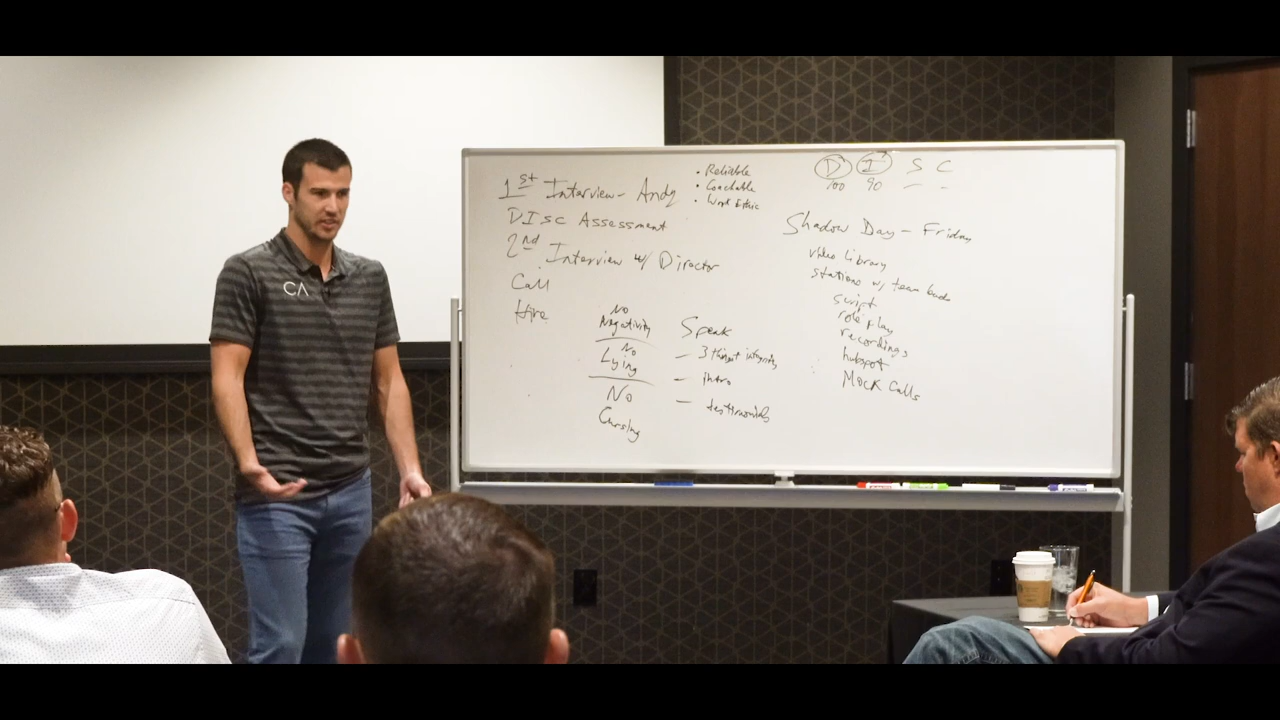 CA
1st Interview - Andy
• Reliable
• Coachable
• Work Ethic
DISC Assessment
2nd Interview w/ Director
Call
Hire
No
Negativity
No
Lying
No
Cursing
Speak
- 3 things integrity
- intro
- testimonials
D I S C
100 90 - -
Shadow Day - Friday
video library
stations w/ team
script
role play
recordings
hubspot
Mock Calls